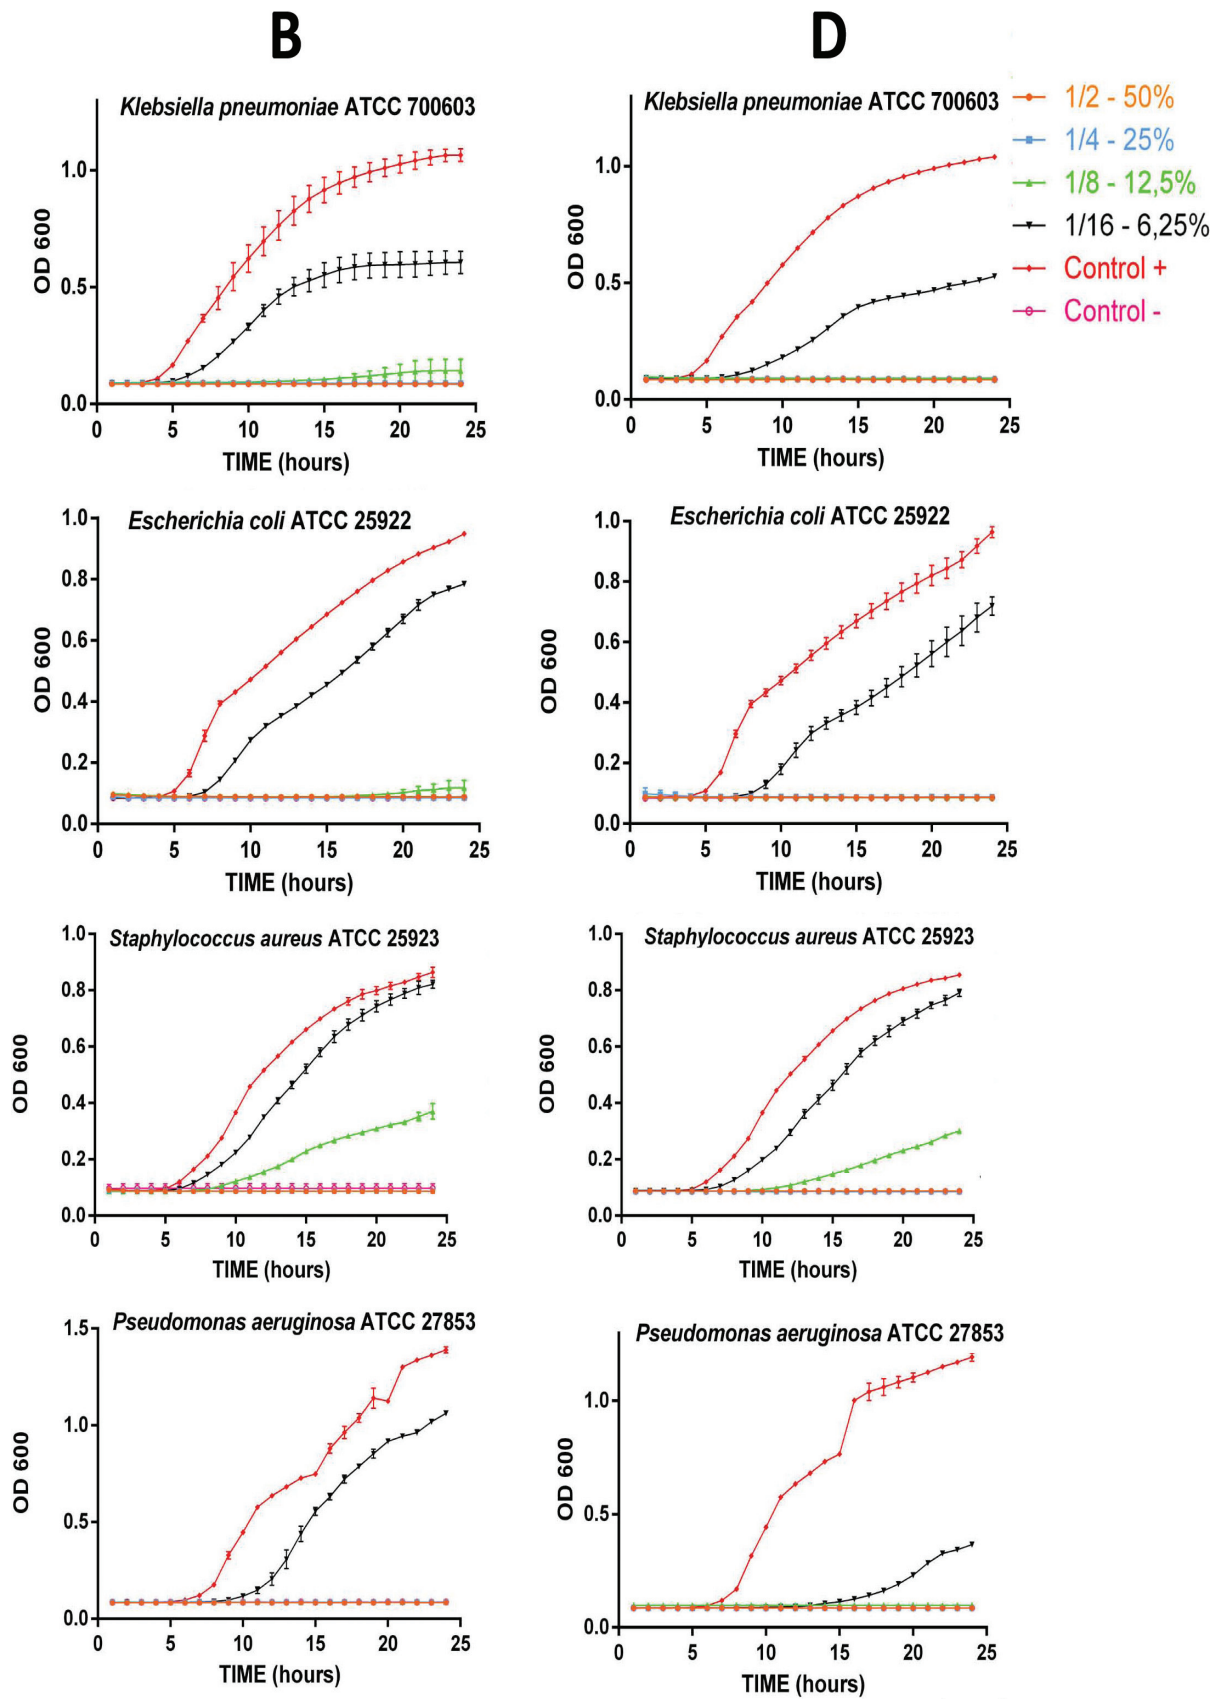 B
D
Klebsiella pneumoniae ATCC 700603
1.0
0.5
0.0
OD 600
0 5 10 15 20 25
TIME (hours)
Klebsiella pneumoniae ATCC 700603
1.0
0.5
0.0
OD 600
0 5 10 15 20 25
TIME (hours)
1/2 - 50%
1/4 - 25%
1/8 - 12,5%
1/16 - 6,25%
Control +
Control -
Escherichia coli ATCC 25922
1.0
0.8
0.6
0.4
0.2
0.0
OD 600
0 5 10 15 20 25
TIME (hours)
Escherichia coli ATCC 25922
1.0
0.8
0.6
0.4
0.2
0.0
OD 600
0 5 10 15 20 25
TIME (hours)
Staphylococcus aureus ATCC 25923
1.0
0.8
0.6
0.4
0.2
0.0
OD 600
0 5 10 15 20 25
TIME (hours)
Staphylococcus aureus ATCC 25923
1.0
0.8
0.6
0.4
0.2
0.0
OD 600
0 5 10 15 20 25
TIME (hours)
Pseudomonas aeruginosa ATCC 27853
1.5
1.0
0.5
0.0
OD 600
0 5 10 15 20 25
TIME (hours)
Pseudomonas aeruginosa ATCC 27853
1.0
0.5
0.0
OD 600
0 5 10 15 20 25
TIME (hours)